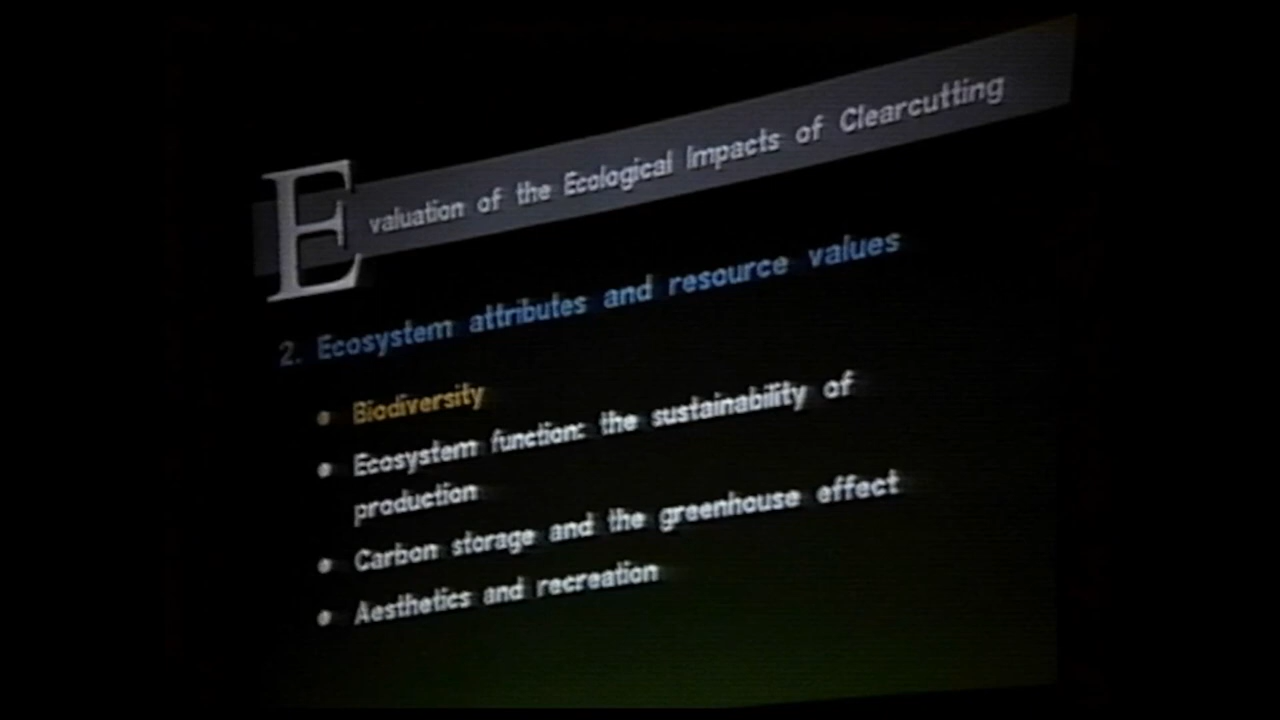 Evaluation of the Ecological Impacts of Clearcutting
2. Ecosystem attributes and resource values
• Biodiversity
• Ecosystem function: the sustainability of
production
• Carbon storage and the greenhouse effect
• Aesthetics and recreation